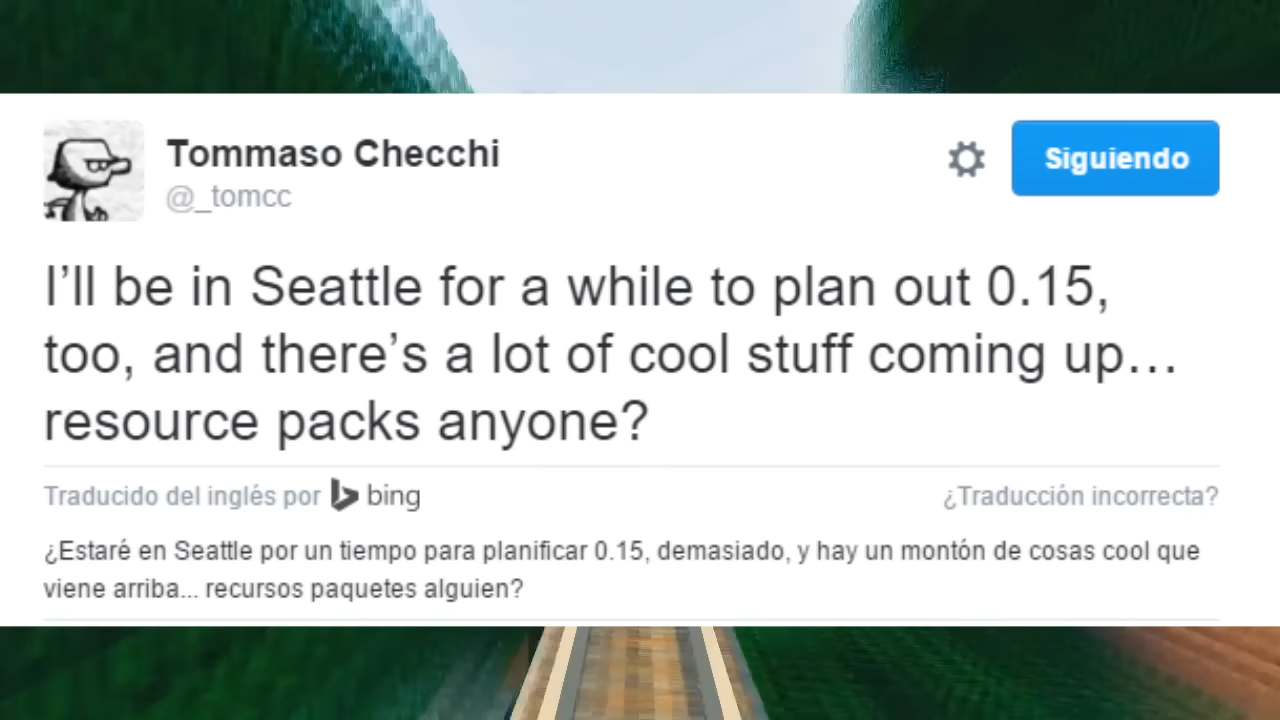 Tommaso Checchi
@_tomcc
Siguiendo
I’ll be in Seattle for a while to plan out 0.15,
too, and there’s a lot of cool stuff coming up…
resource packs anyone?
Traducido del inglés por bing
¿Traducción incorrecta?
¿Estaré en Seattle por un tiempo para planificar 0.15, demasiado, y hay un montón de cosas cool que
viene arriba... recursos paquetes alguien?